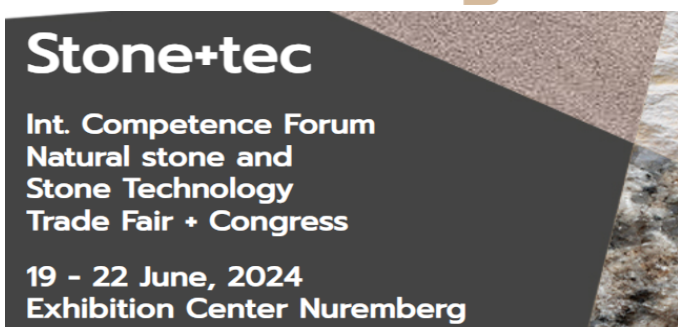 Stone+tec
Int. Competence Forum
Natural stone and
Stone Technology
Trade Fair + Congress
19 - 22 June, 2024
Exhibition Center Nuremberg